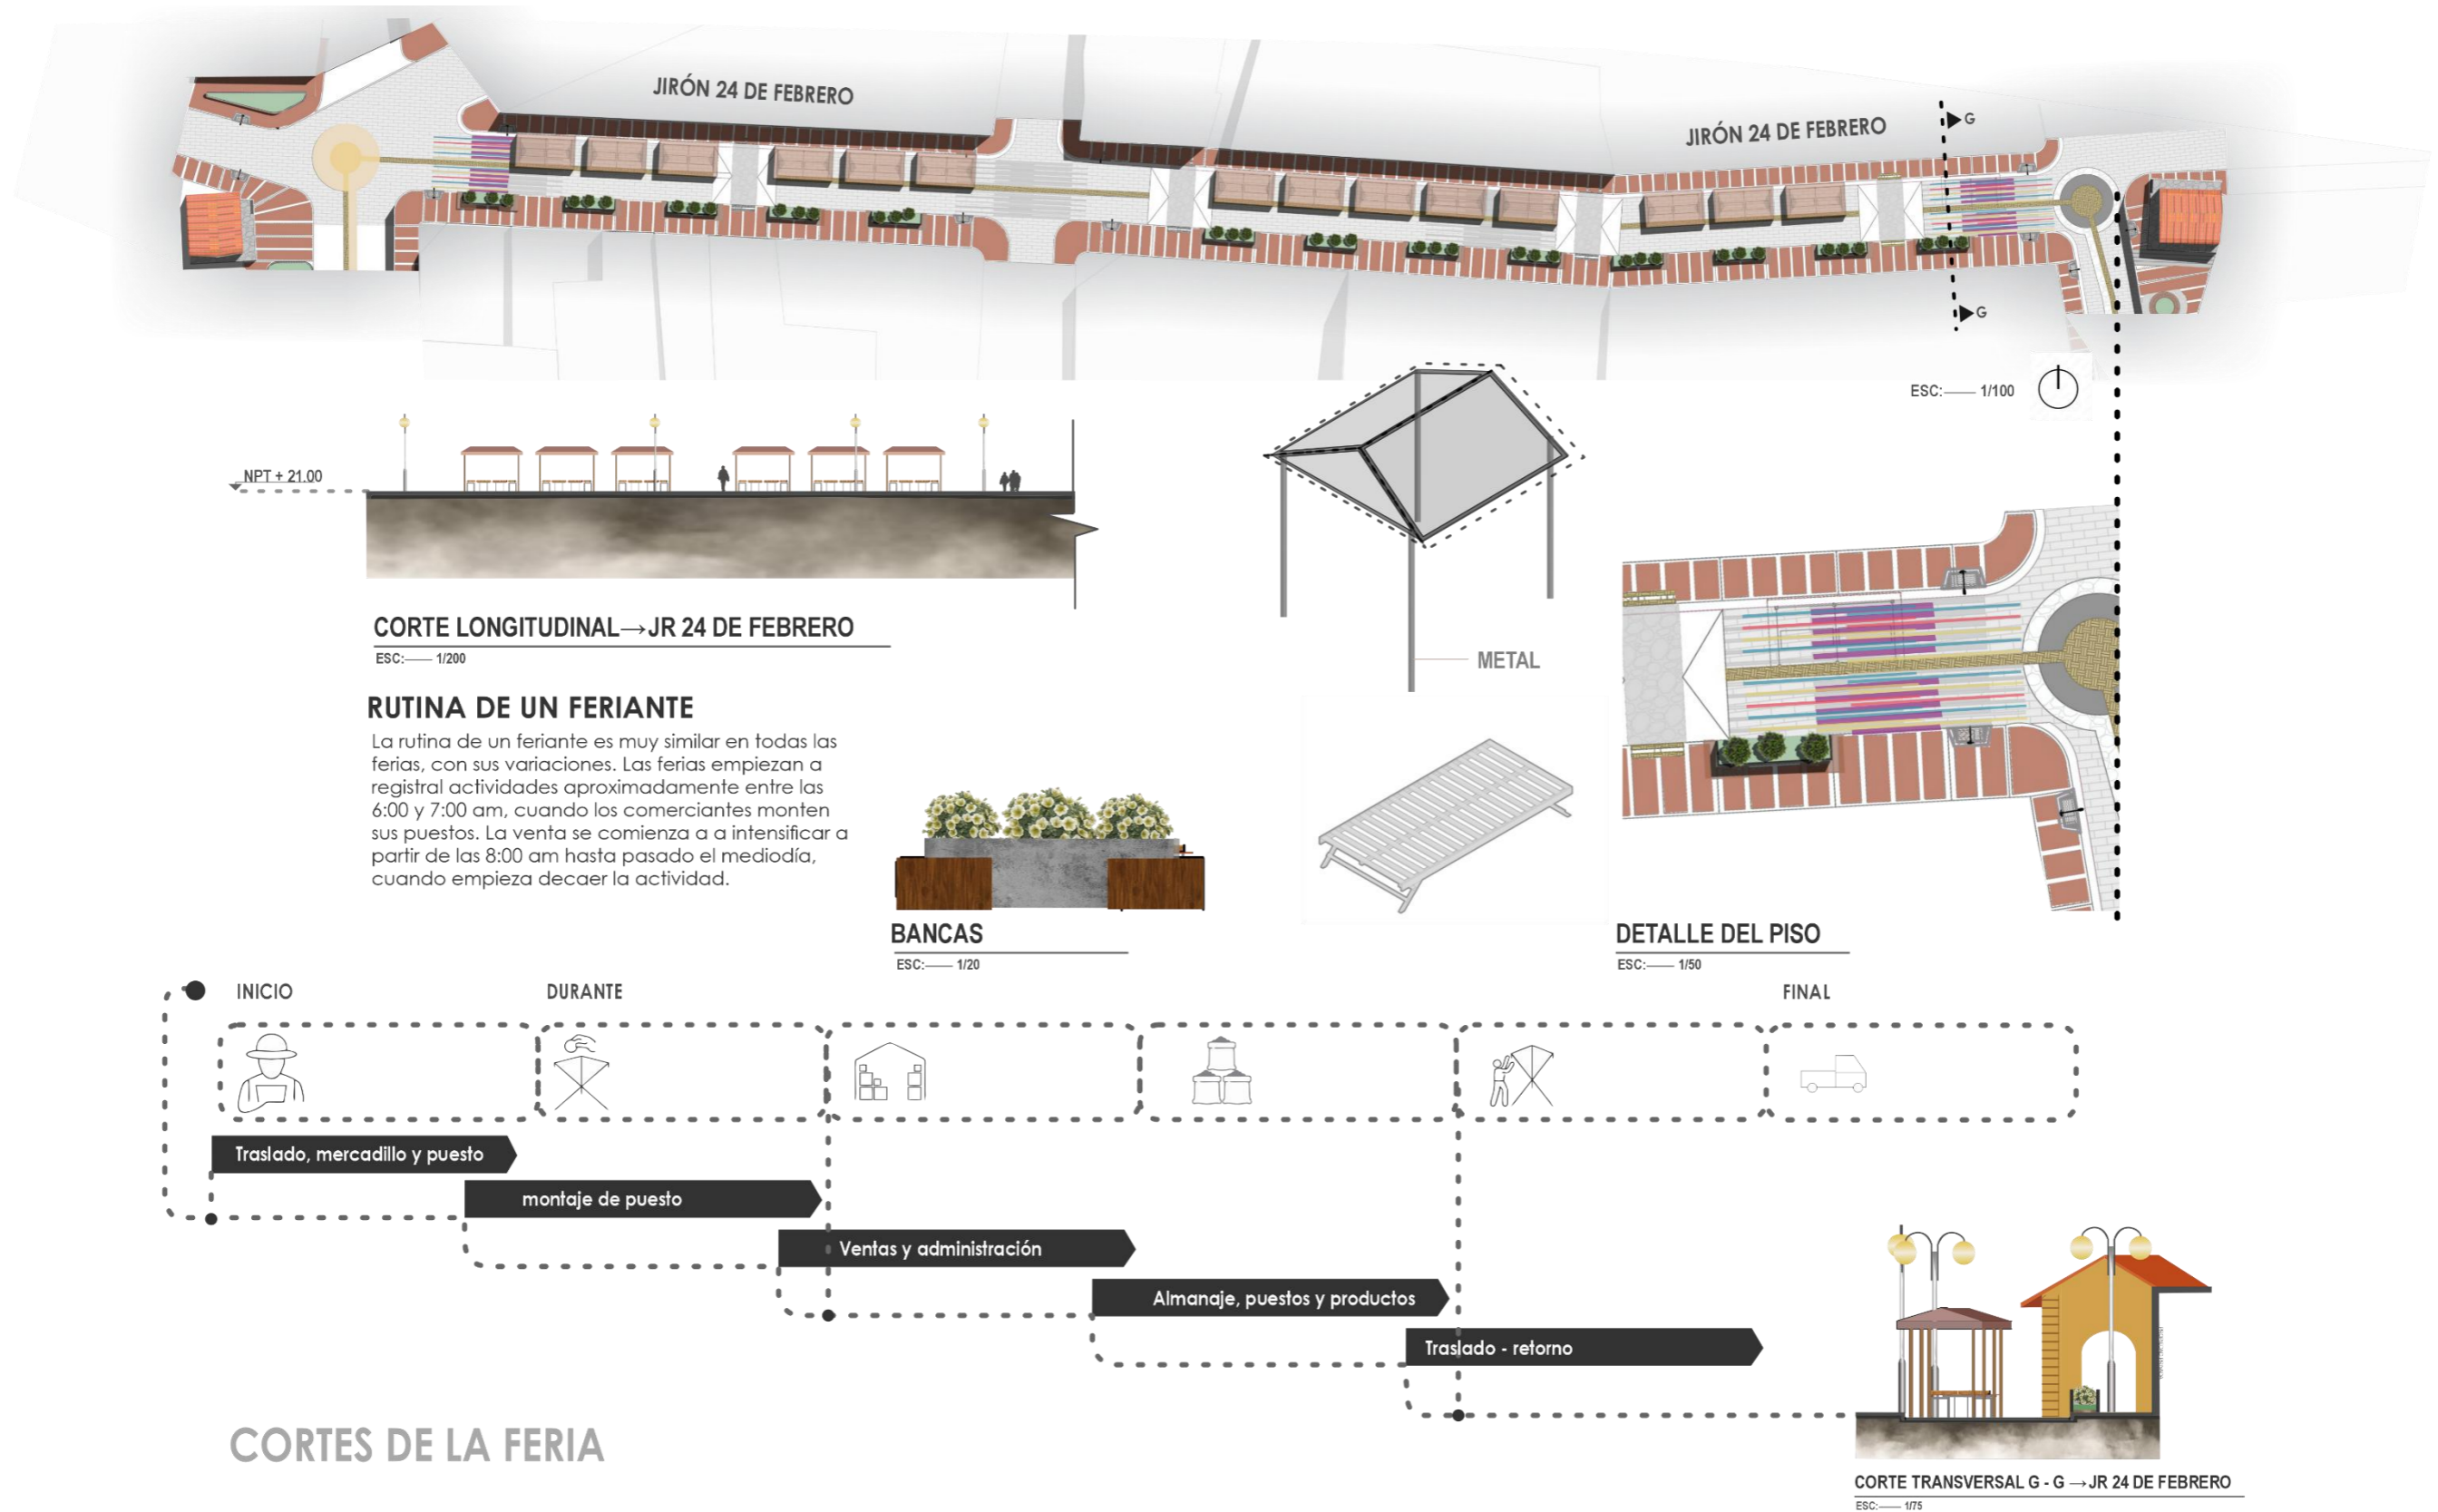 JIRÓN 24 DE FEBRERO
JIRÓN 24 DE FEBRERO
G
G
ESC:—— 1/100
NPT + 21.00
CORTE LONGITUDINAL→JR 24 DE FEBRERO
ESC:—— 1/200
METAL
RUTINA DE UN FERIANTE
La rutina de un feriante es muy similar en todas las
ferias, con sus variaciones. Las ferias empiezan a
registral actividades aproximadamente entre las
6:00 y 7:00 am, cuando los comerciantes monten
sus puestos. La venta se comienza a a intensificar a
partir de las 8:00 am hasta pasado el mediodía,
cuando empieza decaer la actividad.
BANCAS
ESC:—— 1/20
DETALLE DEL PISO
ESC:—— 1/50
INICIO
DURANTE
FINAL
Traslado, mercadillo y puesto
montaje de puesto
Ventas y administración
Almanaje, puestos y productos
Traslado - retorno
CORTES DE LA FERIA
CORTE TRANSVERSAL G - G →JR 24 DE FEBRERO
ESC:—— 1/75